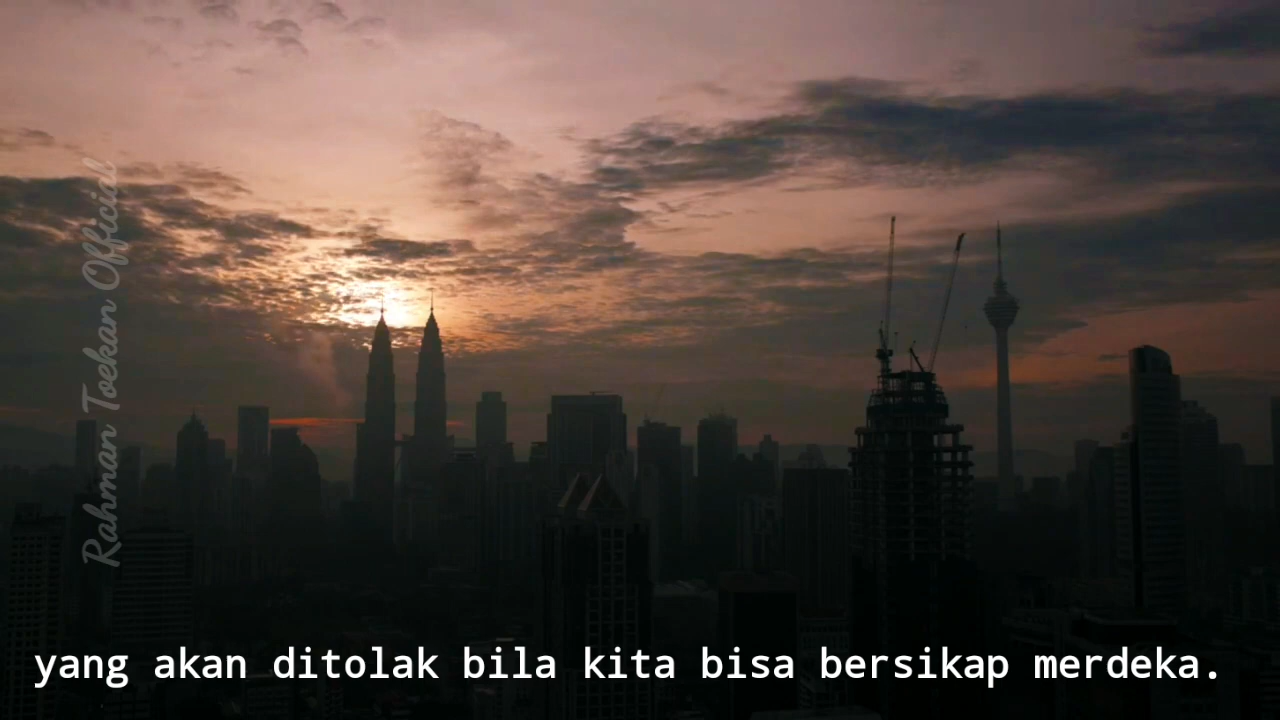 Rahman Toekan Official
yang akan ditolak bila kita bisa bersikap merdeka.